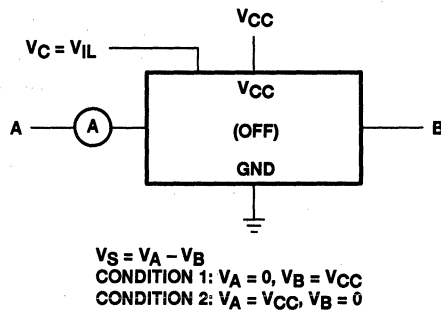 VCC
VC = VIL
VCC
A
A
(OFF)
B
GND
VS = VA – VB
CONDITION 1: VA = 0, VB = VCC
CONDITION 2: VA = VCC, VB = 0